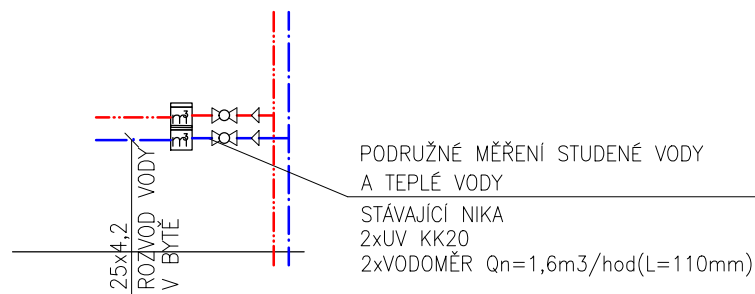 m³
m³
25x4,2
ROZVOD VODY
V BYTĚ
PODRUŽNÉ MĚŘENÍ STUDENÉ VODY
A TEPLÉ VODY
STÁVAJÍCÍ NIKA
2xUV KK20
2xVODOMĚR Qn=1,6m3/hod(L=110mm)